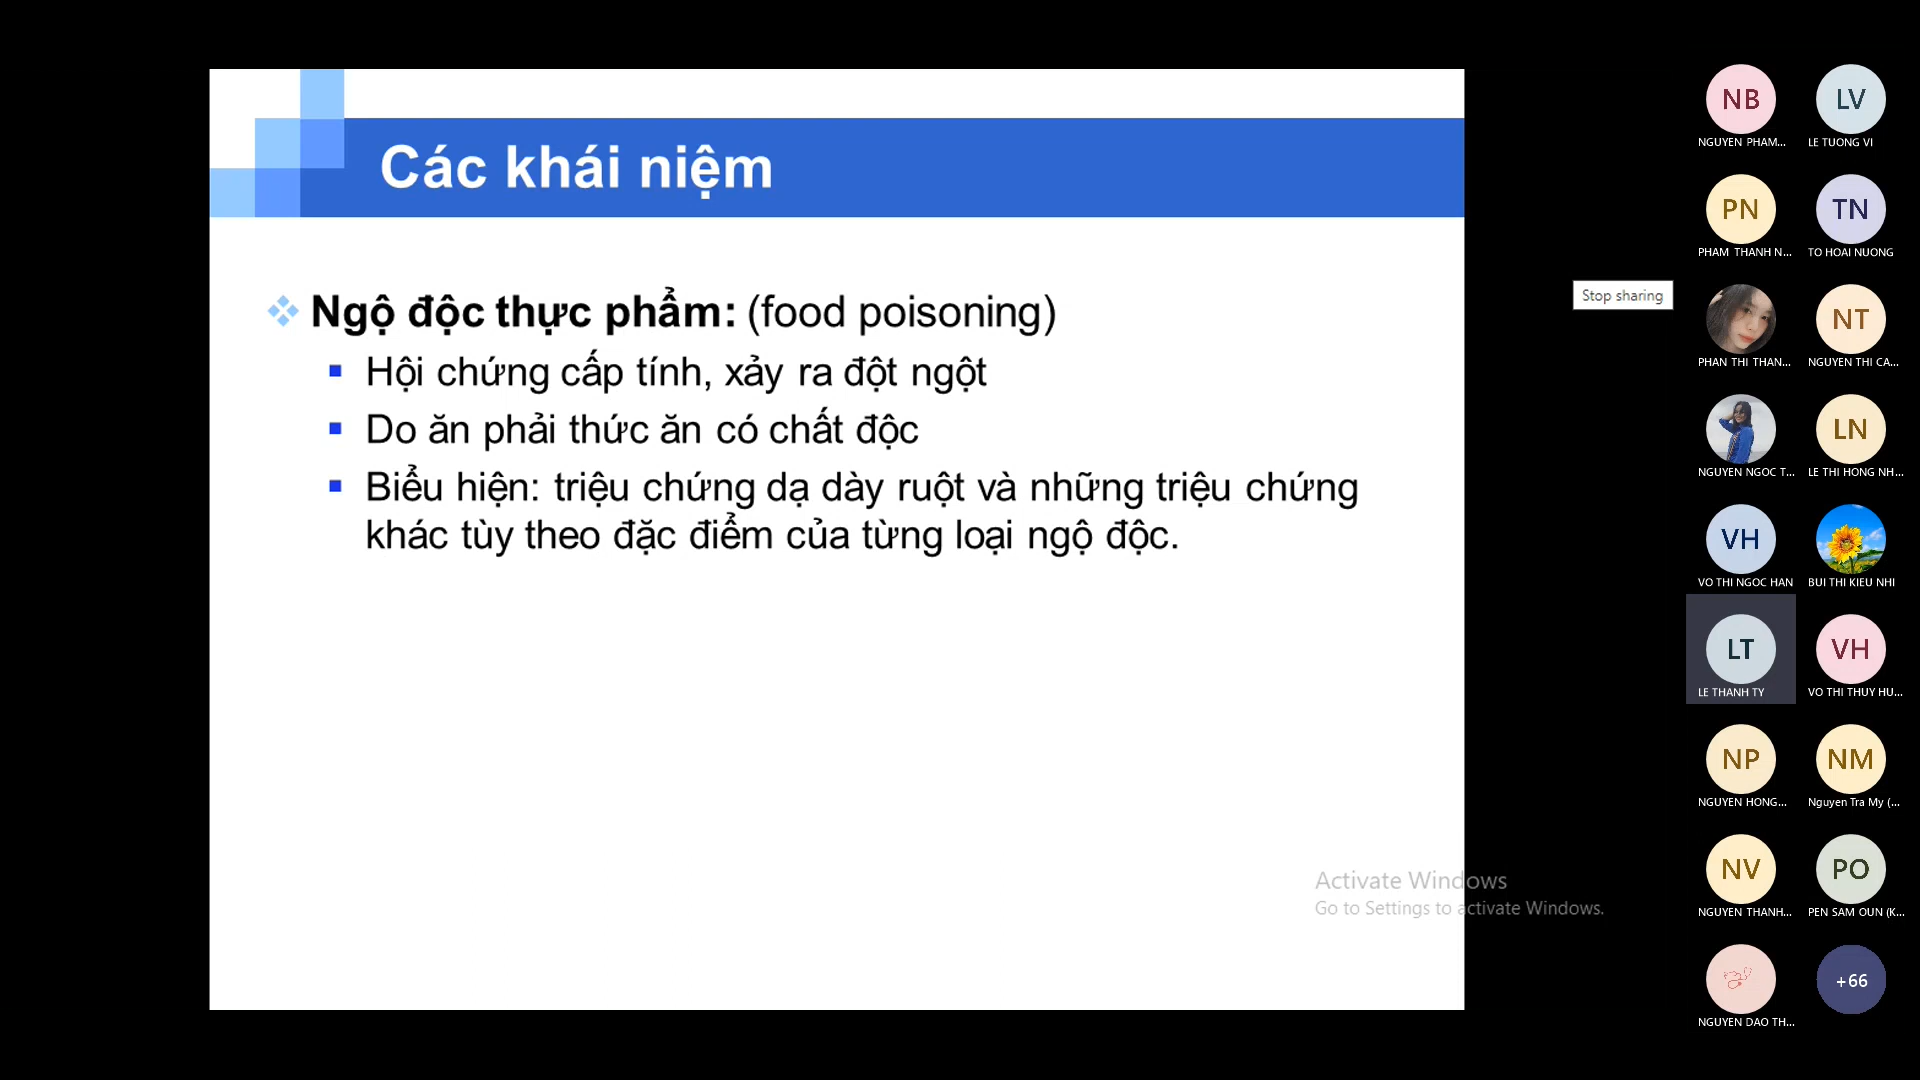 Các khái niệm
Ngộ độc thực phẩm: (food poisoning)
Hội chứng cấp tính, xảy ra đột ngột
Do ăn phải thức ăn có chất độc
Biểu hiện: triệu chứng dạ dày ruột và những triệu chứng
khác tùy theo đặc điểm của từng loại ngộ độc.
Activate Windows
Go to Settings to activate Windows.
Stop sharing
NB
LV
NGUYEN PHAM...
LE TUONG VI
PN
TN
PHAM THANH N...
TO HOAI NUONG
NT
PHAN THI THAN...
NGUYEN THI CA...
LN
NGUYEN NGOC T...
LE THI HONG NH...
VH
VO THI NGOC HAN
BUI THI KIEU NHI
LT
VH
LE THANH TY
VO THI THUY HU...
NP
NM
NGUYEN HONG...
Nguyen Tra My (...
NV
PO
NGUYEN THANH...
PEN SAM OUN (K...
+66
NGUYEN DAO TH...